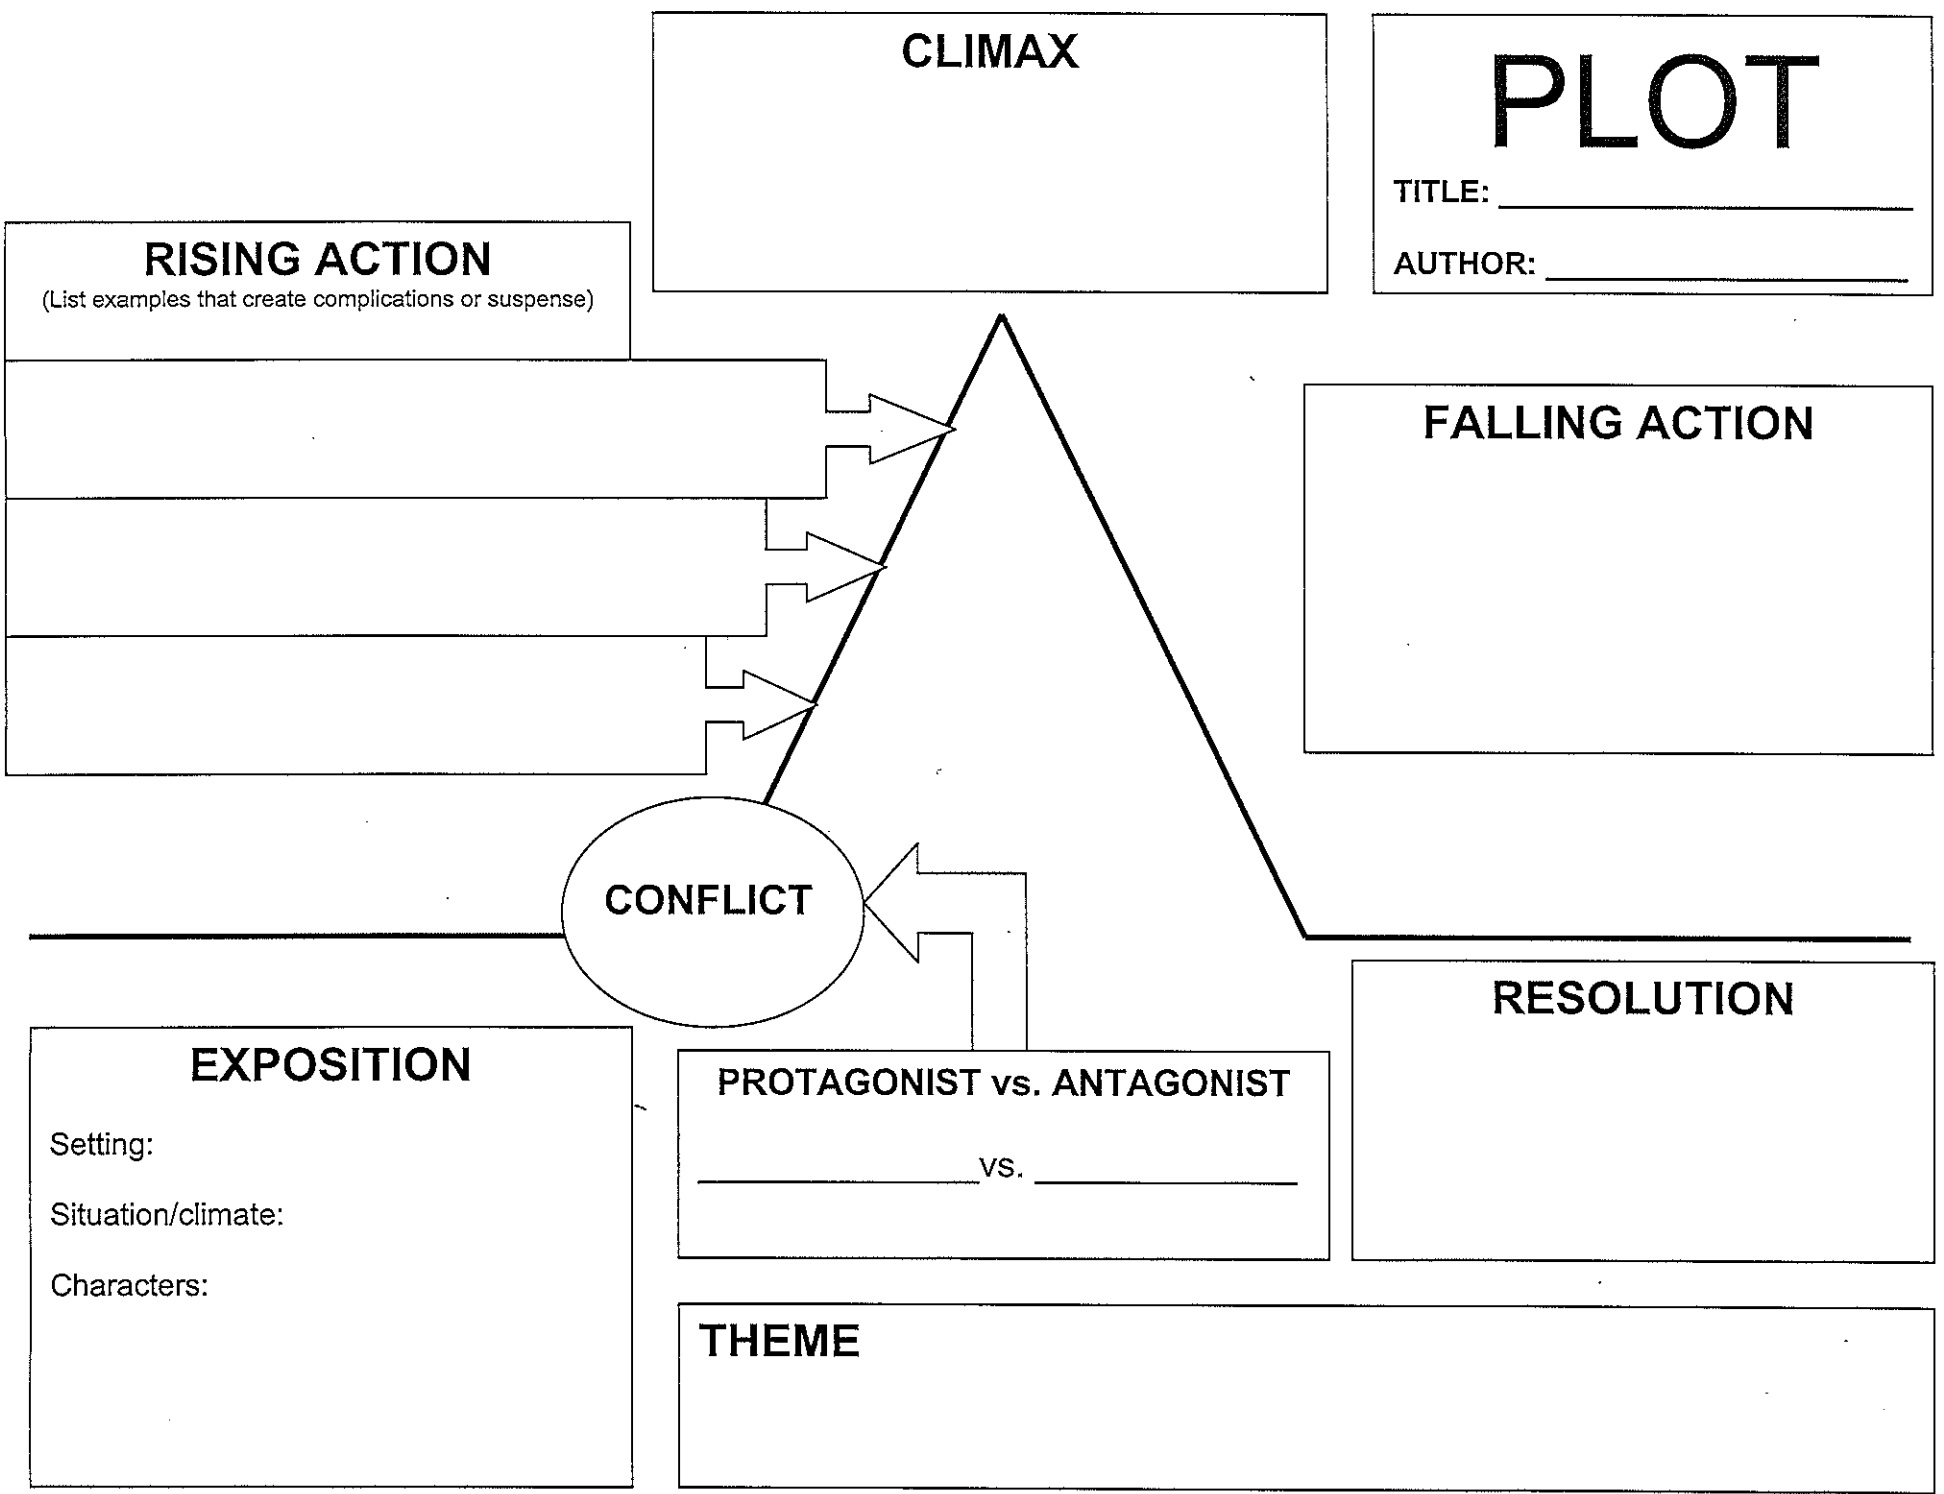 CLIMAX
PLOT
TITLE:
AUTHOR:
RISING ACTION
(List examples that create complications or suspense)
FALLING ACTION
CONFLICT
RESOLUTION
EXPOSITION
Setting:
Situation/climate:
Characters:
PROTAGONIST vs. ANTAGONIST
vs.
THEME